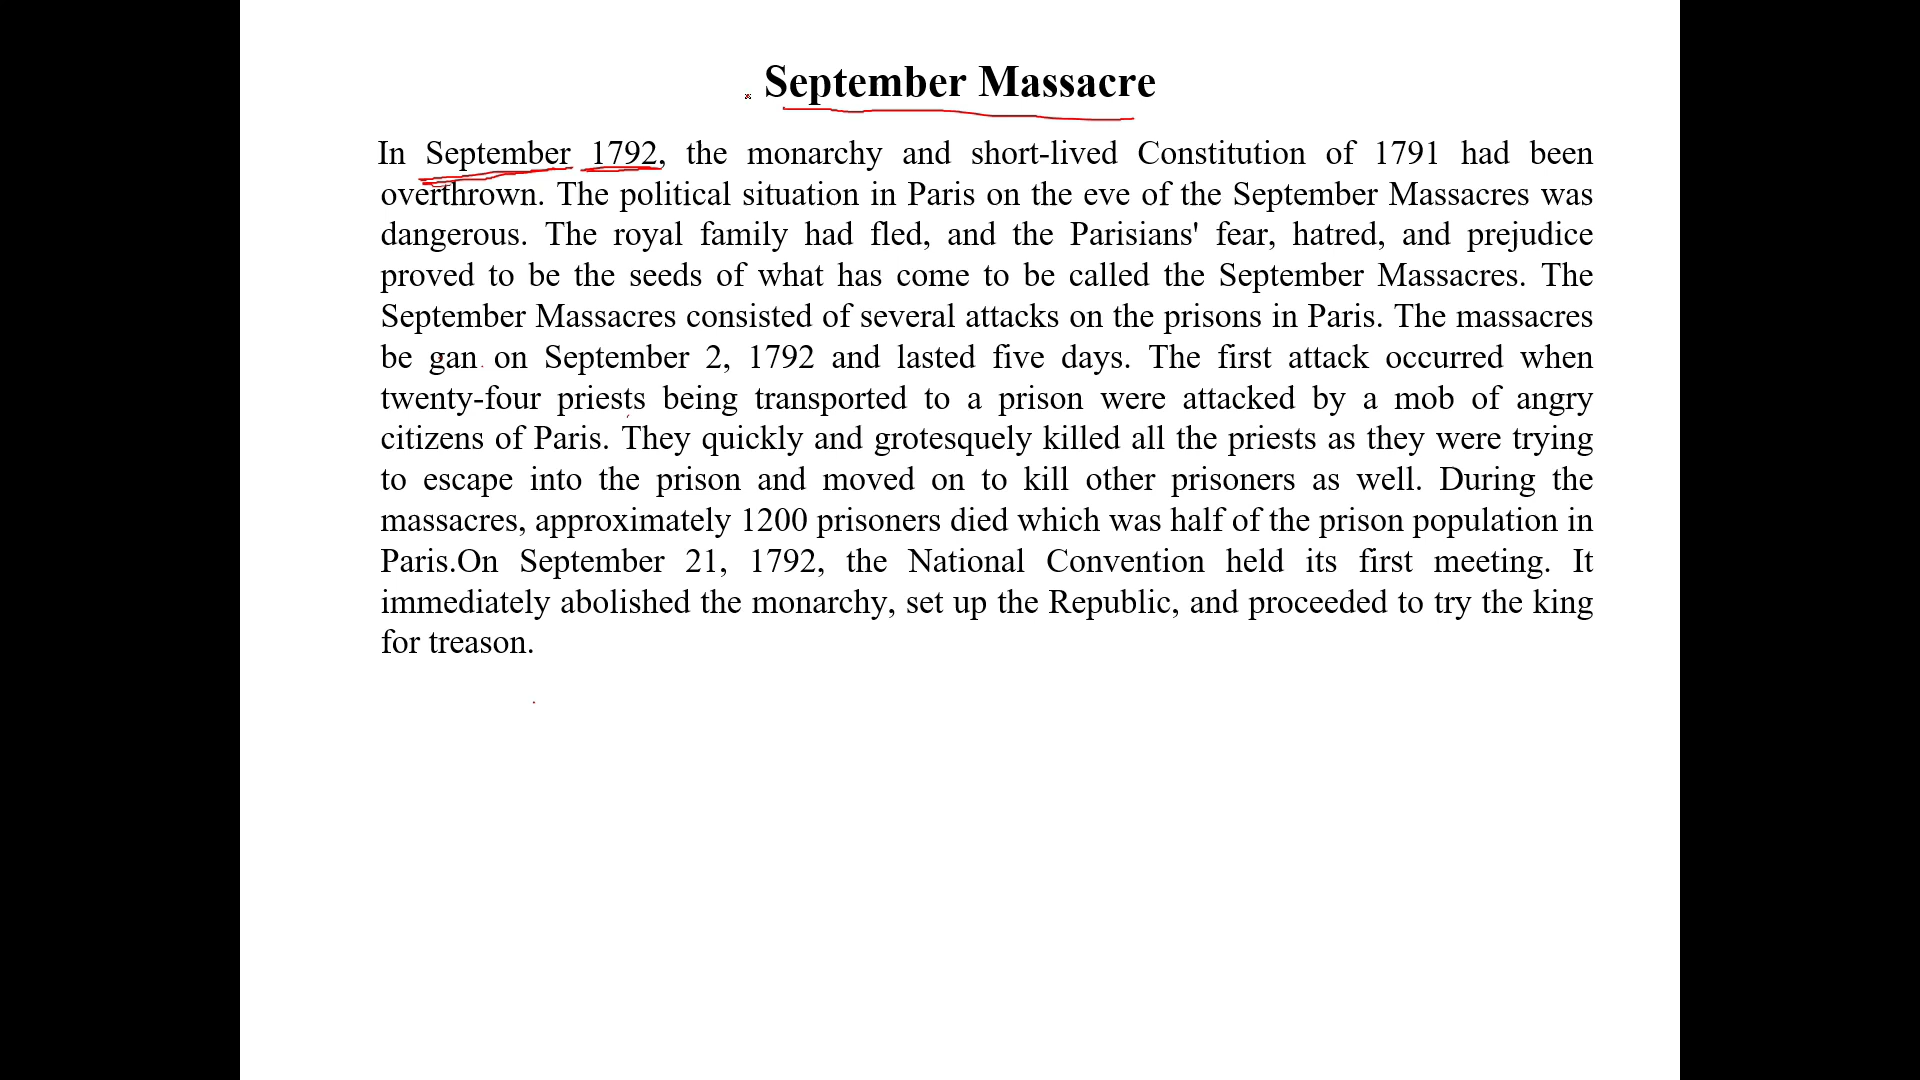 September Massacre
In September 1792, the monarchy and short-lived Constitution of 1791 had been
overthrown. The political situation in Paris on the eve of the September Massacres was
dangerous. The royal family had fled, and the Parisians' fear, hatred, and prejudice
proved to be the seeds of what has come to be called the September Massacres. The
September Massacres consisted of several attacks on the prisons in Paris. The massacres
be gan on September 2, 1792 and lasted five days. The first attack occurred when
twenty-four priests being transported to a prison were attacked by a mob of angry
citizens of Paris. They quickly and grotesquely killed all the priests as they were trying
to escape into the prison and moved on to kill other prisoners as well. During the
massacres, approximately 1200 prisoners died which was half of the prison population in
Paris.On September 21, 1792, the National Convention held its first meeting. It
immediately abolished the monarchy, set up the Republic, and proceeded to try the king
for treason.